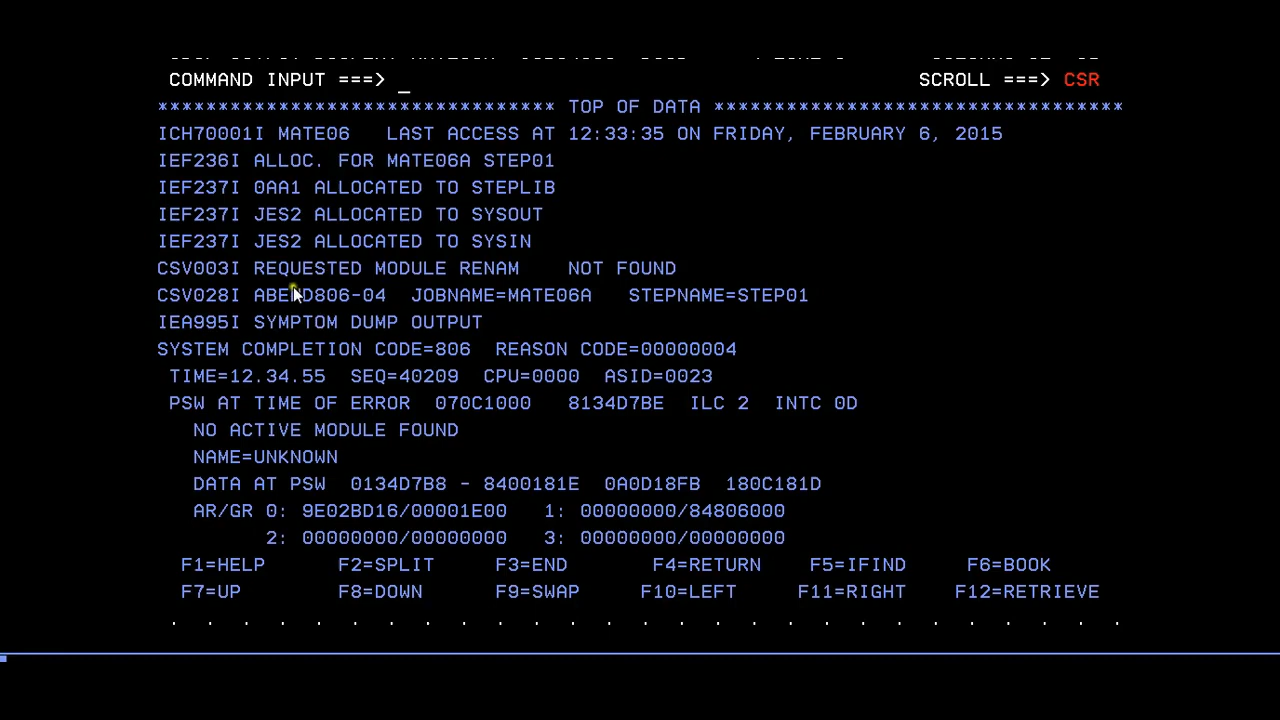 COMMAND INPUT ===> _ SCROLL ===> CSR
********************************* TOP OF DATA **********************************
ICH70001I MATE06 LAST ACCESS AT 12:33:35 ON FRIDAY, FEBRUARY 6, 2015
IEF236I ALLOC. FOR MATE06A STEP01
IEF237I 0AA1 ALLOCATED TO STEPLIB
IEF237I JES2 ALLOCATED TO SYSOUT
IEF237I JES2 ALLOCATED TO SYSIN
CSV003I REQUESTED MODULE RENAM NOT FOUND
CSV028I ABEND806-04 JOBNAME=MATE06A STEPNAME=STEP01
IEA995I SYMPTOM DUMP OUTPUT
SYSTEM COMPLETION CODE=806 REASON CODE=00000004
TIME=12.34.55 SEQ=40209 CPU=0000 ASID=0023
PSW AT TIME OF ERROR 070C1000 8134D7BE ILC 2 INTC 0D
NO ACTIVE MODULE FOUND
NAME=UNKNOWN
DATA AT PSW 0134D7B8 - 8400181E 0A0D18FB 180C181D
AR/GR 0: 9E02BD16/00001E00 1: 00000000/84806000
2: 00000000/00000000 3: 00000000/00000000
F1=HELP F2=SPLIT F3=END F4=RETURN F5=IFIND F6=BOOK
F7=UP F8=DOWN F9=SWAP F10=LEFT F11=RIGHT F12=RETRIEVE